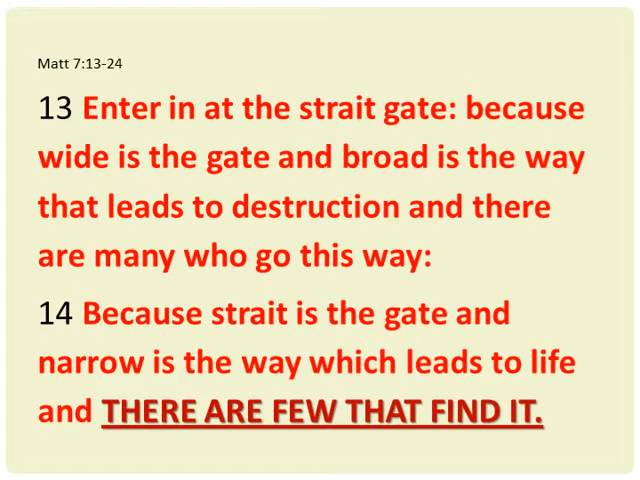 Matt 7:13-24
13 Enter in at the strait gate: because
wide is the gate and broad is the way
that leads to destruction and there
are many who go this way:
14 Because strait is the gate and
narrow is the way which leads to life
and THERE ARE FEW THAT FIND IT.